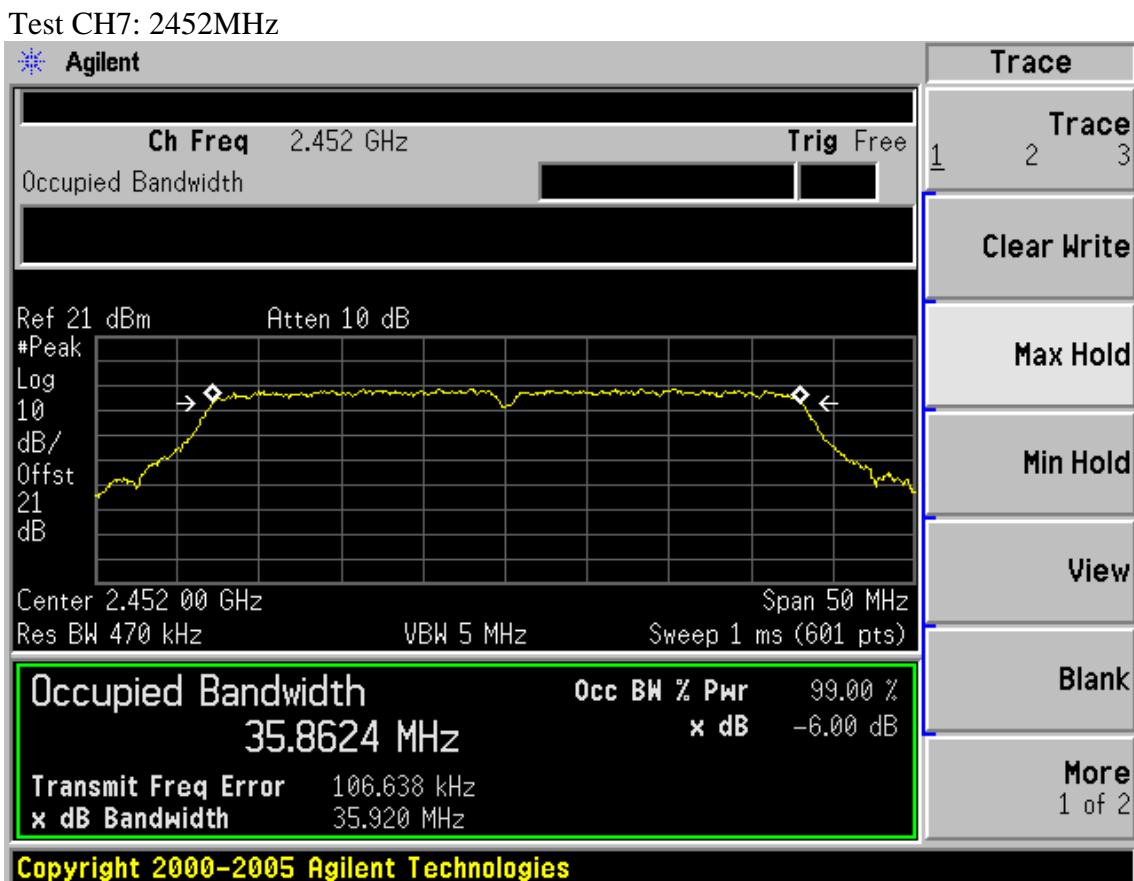 Test CH7: 2452MHz
Agilent
Trace
Ch Freq 2.452 GHz Trig Free
Occupied Bandwidth
Trace
1 2 3
Clear Write
Max Hold
Min Hold
View
Blank
More
1 of 2
Ref 21 dBm Atten 10 dB
#Peak
Log
10
dB/
Offst
21
dB
Center 2.452 00 GHz Span 50 MHz
Res BW 470 kHz VBW 5 MHz Sweep 1 ms (601 pts)
Occupied Bandwidth Occ BW % Pwr 99.00 %
35.8624 MHz x dB -6.00 dB
Transmit Freq Error 106.638 kHz
x dB Bandwidth 35.920 MHz
Copyright 2000-2005 Agilent Technologies